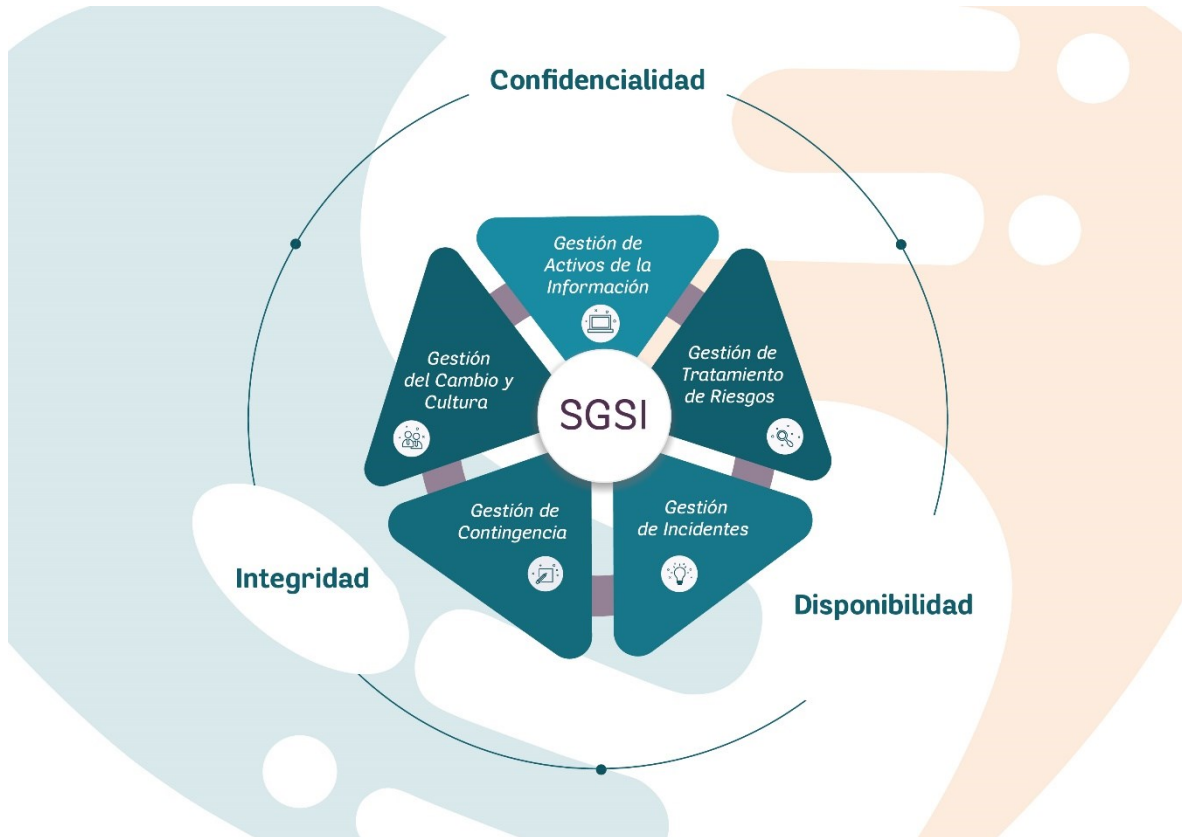 Confidencialidad
Gestión de
Activos de la
Información
Gestión
del Cambio y
Cultura
Gestión de
Tratamiento
de Riesgos
SGSI
Gestión de
Contingencia
Gestión
de Incidentes
Integridad
Disponibilidad